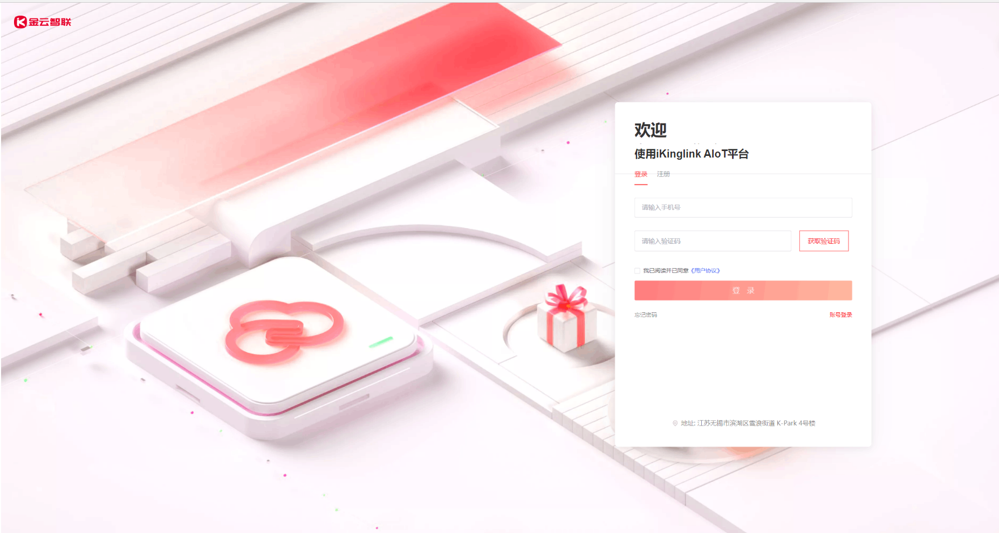 金云智联
欢迎
使用iKinglink AIoT平台
登录 注册
请输入手机号
请输入验证码 获取验证码
我已阅读并已同意《用户协议》
登 录
忘记密码 账号登录
地址: 江苏无锡市滨湖区雪浪街道 K-Park 4号楼